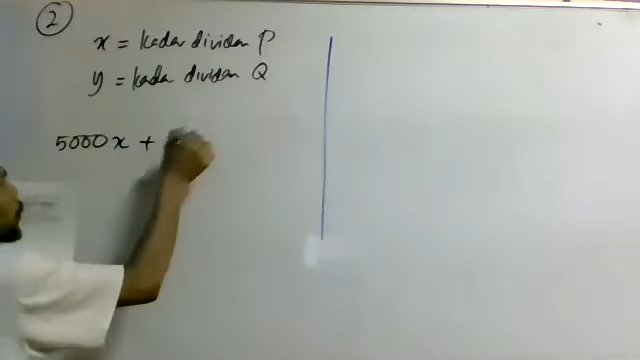 2
x = kadar dividen P
y = kadar dividen Q
5000x +